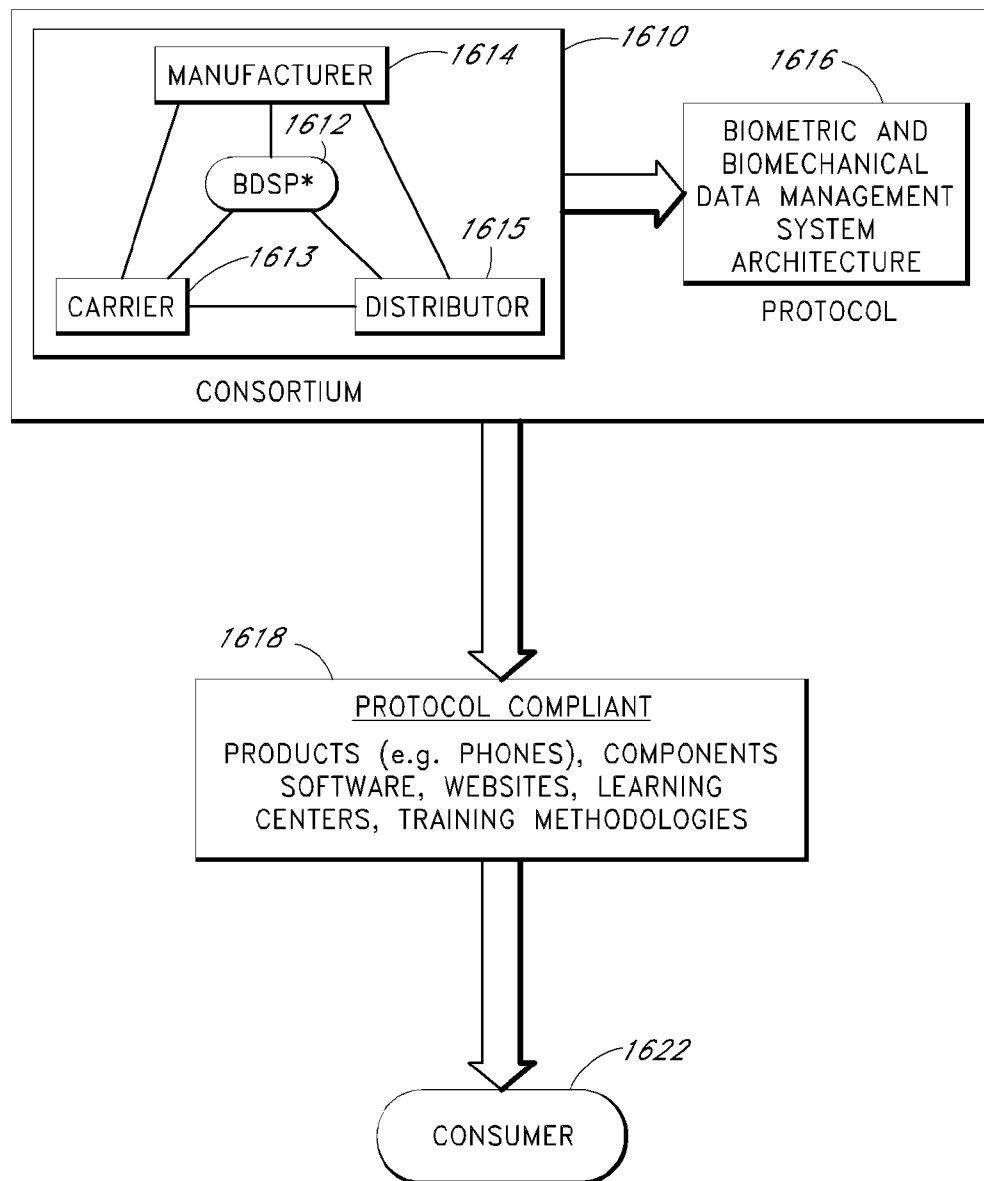 1614
1610
MANUFACTURER
1616
1612
BIOMETRIC AND
BIOMECHANICAL
DATA MANAGEMENT
SYSTEM
ARCHITECTURE
BDSP*
1613
1615
CARRIER
DISTRIBUTOR
PROTOCOL
CONSORTIUM
1618
PROTOCOL COMPLIANT
PRODUCTS (e.g. PHONES), COMPONENTS
SOFTWARE, WEBSITES, LEARNING
CENTERS, TRAINING METHODOLOGIES
1622
CONSUMER